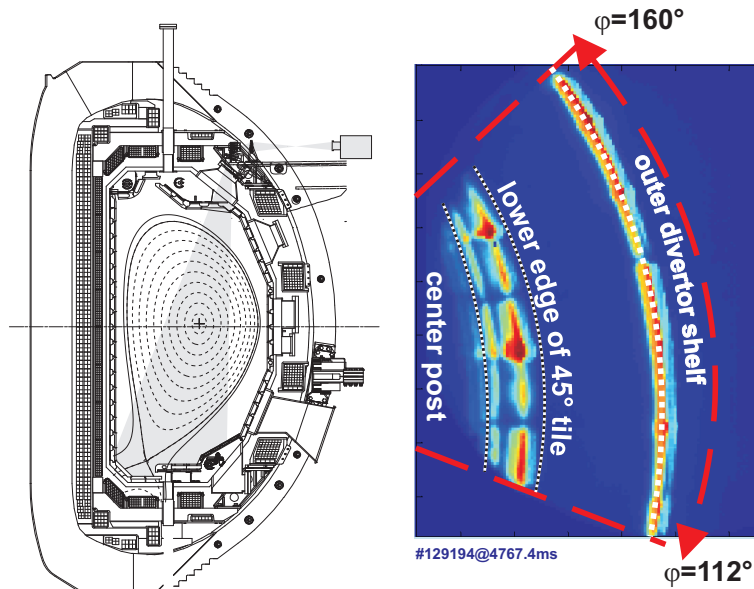 φ=160°
outer divertor shelf
lower edge of 45° tile
center post
#129194@4767.4ms
φ=112°